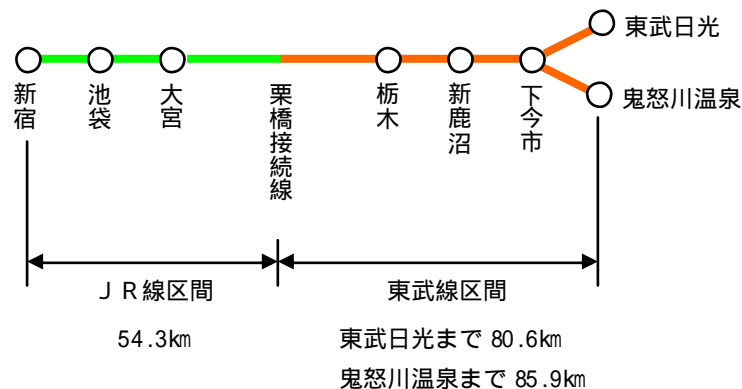 東武日光
鬼怒川温泉
新宿
池袋
大宮
栗橋接続線
栃木
新鹿沼
下今市
ＪＲ線区間
東武線区間
54.3km
東武日光まで 80.6km
鬼怒川温泉まで 85.9km